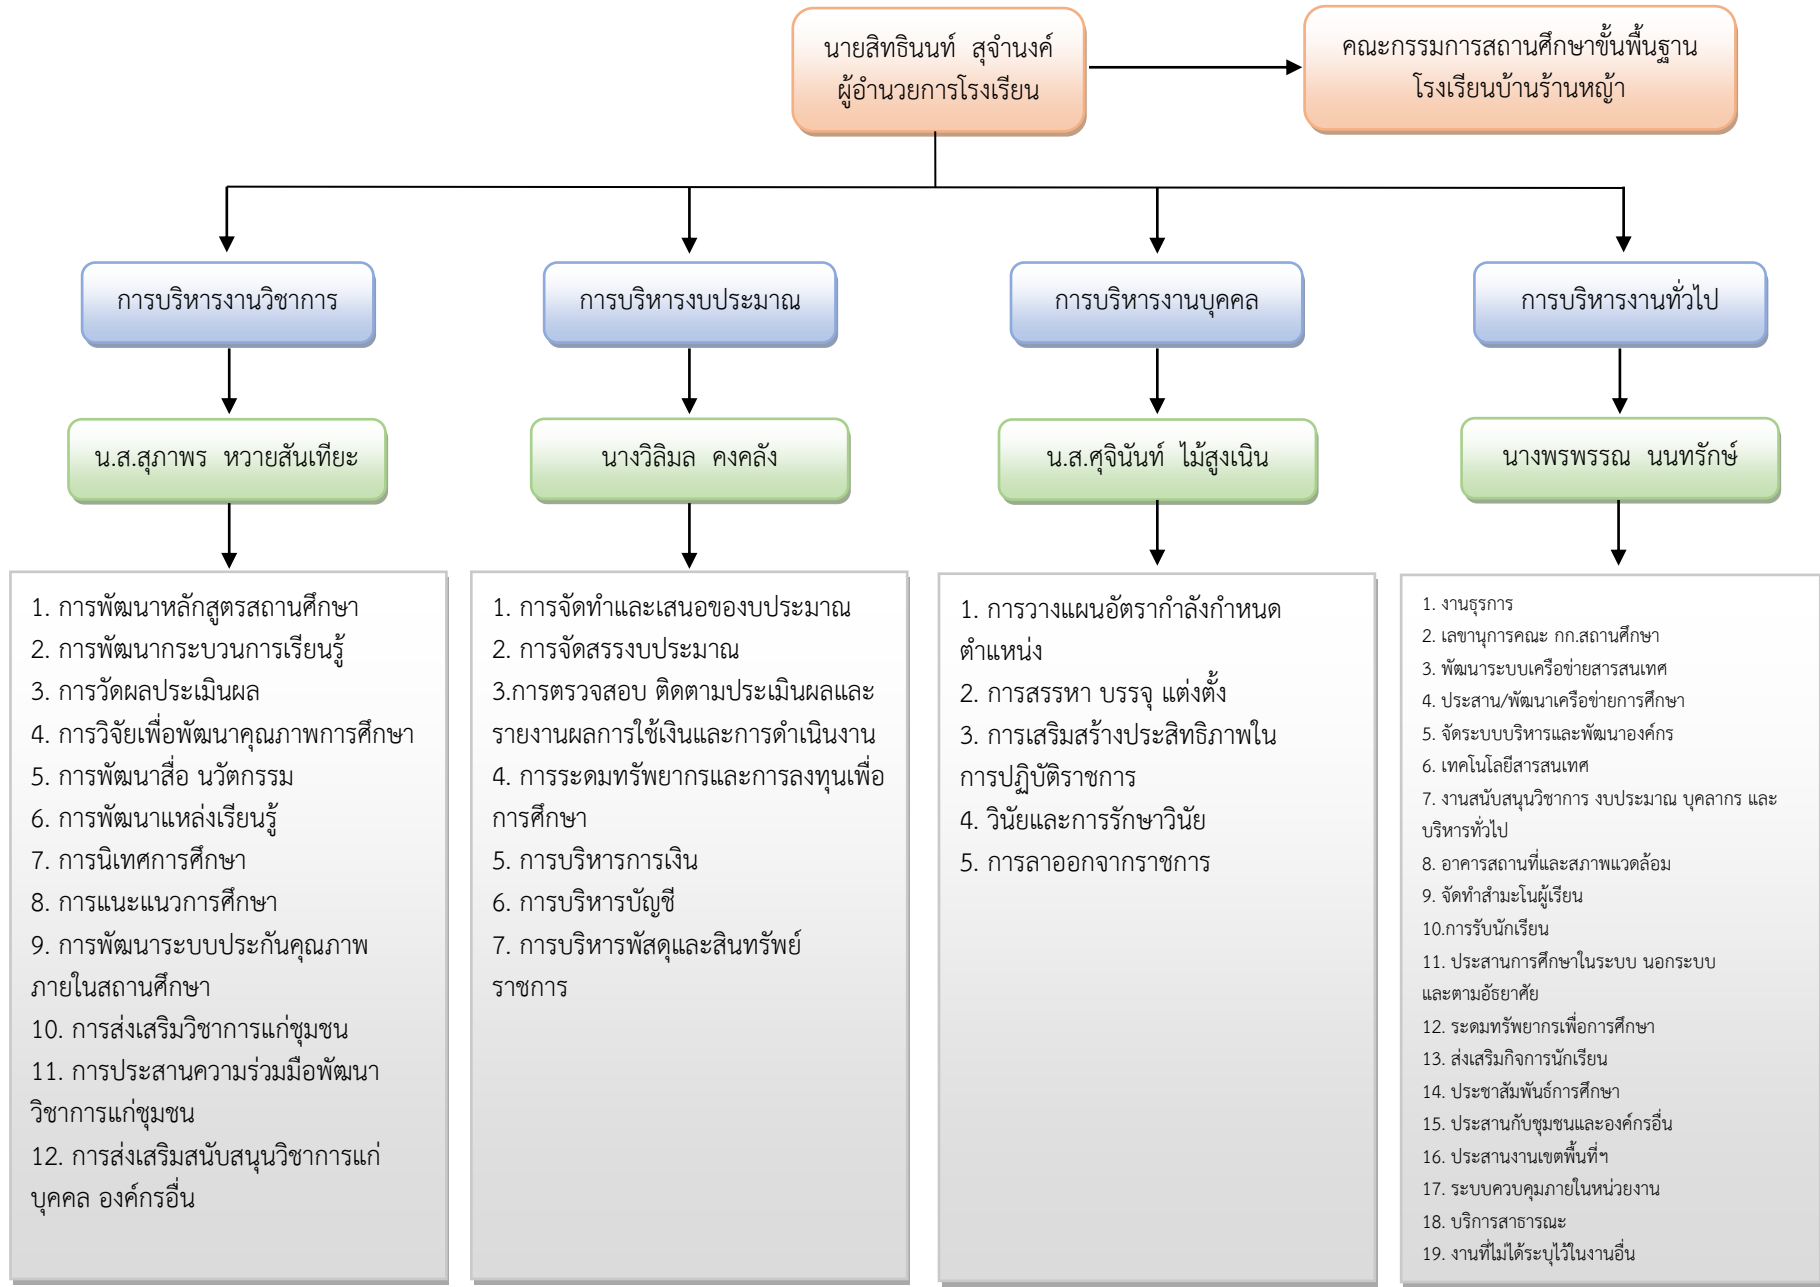 นายสิทธินนท์ สุจำนงค์
ผู้อำนวยการโรงเรียน
คณะกรรมการสถานศึกษาขั้นพื้นฐาน
โรงเรียนบ้านร้านหญ้า
การบริหารงานวิชาการ
การบริหารงบประมาณ
การบริหารงานบุคคล
การบริหารงานทั่วไป
น.ส.สุภาพร หวายสันเทียะ
นางวิลิมล คงคลัง
น.ส.ศุจินันท์ ไม้สูงเนิน
นางพรพรรณ นนทรักษ์
1. การพัฒนาหลักสูตรสถานศึกษา
2. การพัฒนากระบวนการเรียนรู้
3. การวัดผลประเมินผล
4. การวิจัยเพื่อพัฒนาคุณภาพการศึกษา
5. การพัฒนาสื่อ นวัตกรรม
6. การพัฒนาแหล่งเรียนรู้
7. การนิเทศการศึกษา
8. การแนะแนวการศึกษา
9. การพัฒนาระบบประกันคุณภาพ
ภายในสถานศึกษา
10. การส่งเสริมวิชาการแก่ชุมชน
11. การประสานความร่วมมือพัฒนา
วิชาการแก่ชุมชน
12. การส่งเสริมสนับสนุนวิชาการแก่
บุคคล องค์กรอื่น
1. การจัดทำและเสนอของบประมาณ
2. การจัดสรรงบประมาณ
3.การตรวจสอบ ติดตามประเมินผลและ
รายงานผลการใช้เงินและการดำเนินงาน
4. การระดมทรัพยากรและการลงทุนเพื่อ
การศึกษา
5. การบริหารการเงิน
6. การบริหารบัญชี
7. การบริหารพัสดุและสินทรัพย์
ราชการ
1. การวางแผนอัตรากำลังกำหนด
ตำแหน่ง
2. การสรรหา บรรจุ แต่งตั้ง
3. การเสริมสร้างประสิทธิภาพใน
การปฏิบัติราชการ
4. วินัยและการรักษาวินัย
5. การลาออกจากราชการ
1. งานธุรการ
2. เลขานุการคณะ กก.สถานศึกษา
3. พัฒนาระบบเครือข่ายสารสนเทศ
4. ประสาน/พัฒนาเครือข่ายการศึกษา
5. จัดระบบบริหารและพัฒนาองค์กร
6. เทคโนโลยีสารสนเทศ
7. งานสนับสนุนวิชาการ งบประมาณ บุคลากร และ
บริหารทั่วไป
8. อาคารสถานที่และสภาพแวดล้อม
9. จัดทำสำมะโนผู้เรียน
10.การรับนักเรียน
11. ประสานการศึกษาในระบบ นอกระบบ
และตามอัธยาศัย
12. ระดมทรัพยากรเพื่อการศึกษา
13. ส่งเสริมกิจการนักเรียน
14. ประชาสัมพันธ์การศึกษา
15. ประสานกับชุมชนและองค์กรอื่น
16. ประสานงานเขตพื้นที่ฯ
17. ระบบควบคุมภายในหน่วยงาน
18. บริการสาธารณะ
19. งานที่ไม่ได้ระบุไว้ในงานอื่น